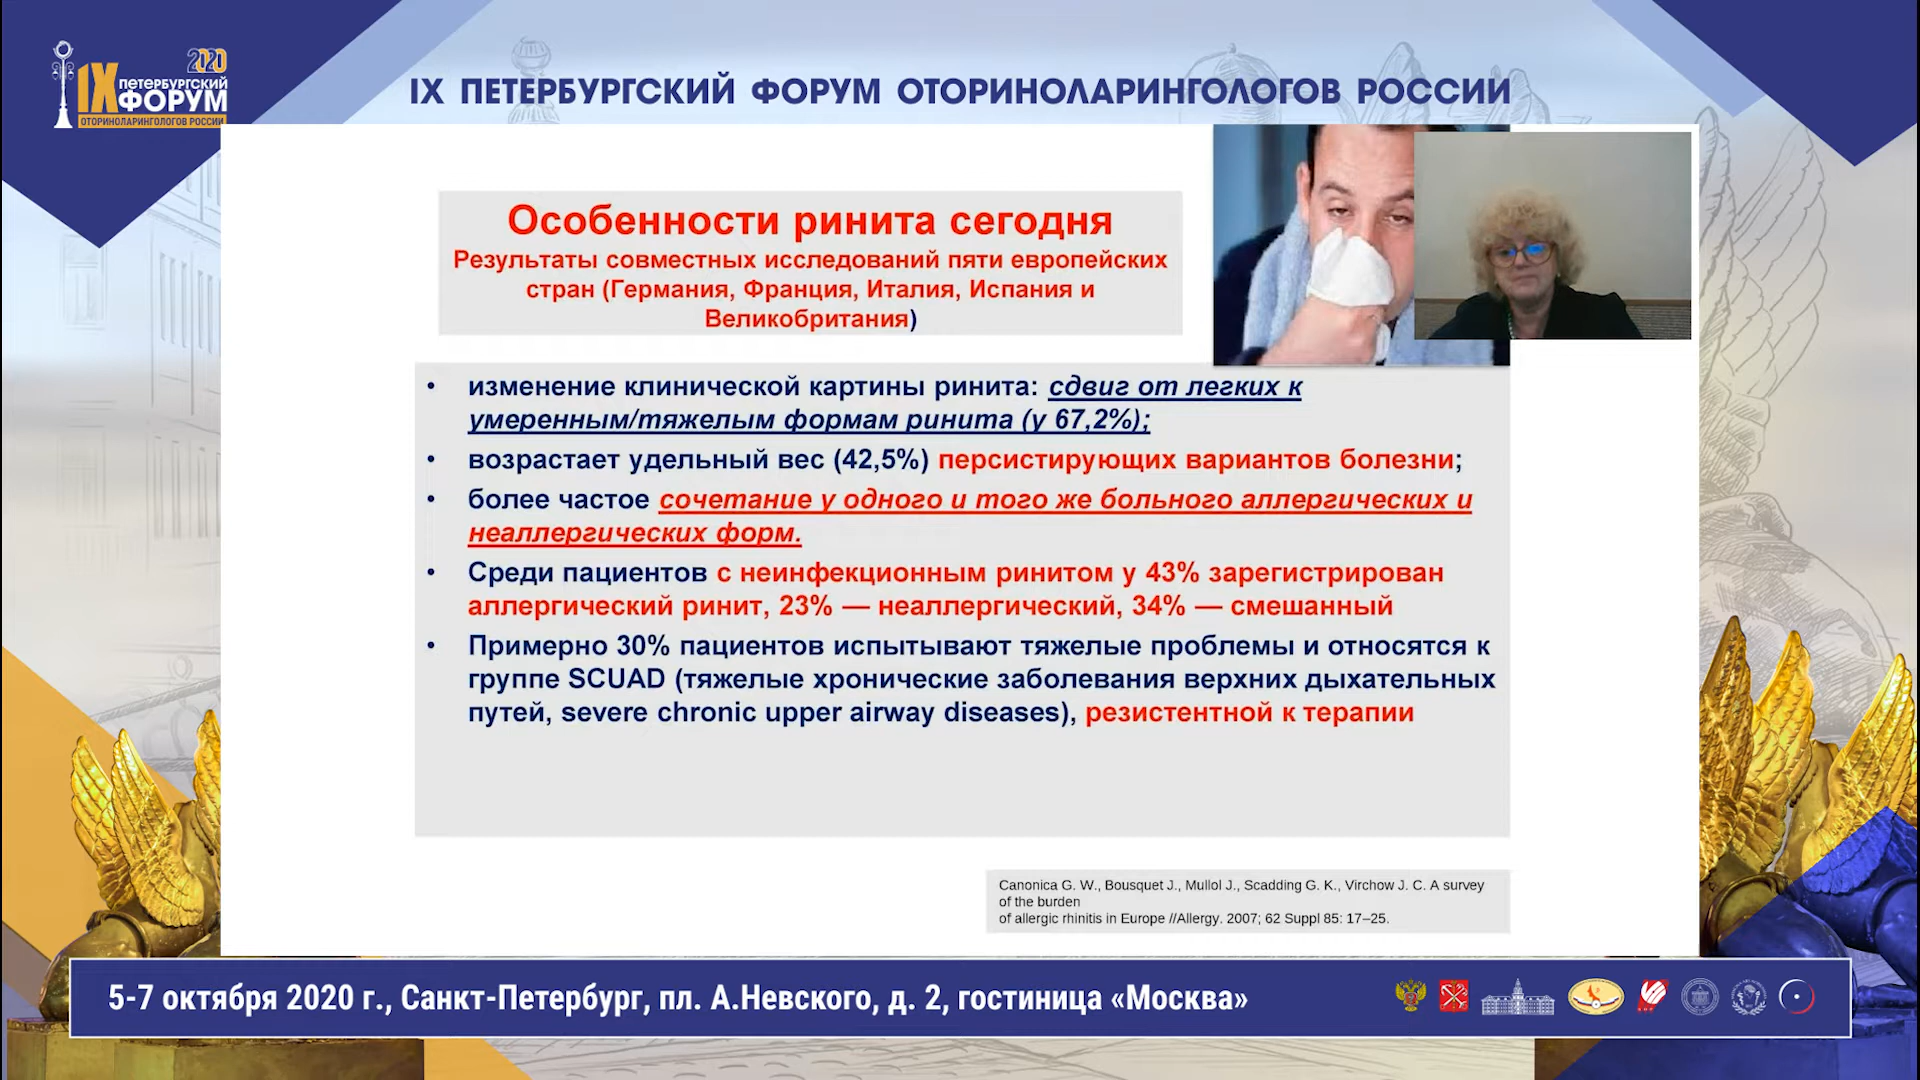 2020
IX ПЕТЕРБУРГСКИЙ
ФОРУМ
ОТОРИНОЛАРИНГОЛОГОВ РОССИИ
IX ПЕТЕРБУРГСКИЙ ФОРУМ ОТОРИНОЛАРИНГОЛОГОВ РОССИИ
Особенности ринита сегодня
Результаты совместных исследований пяти европейских
стран (Германия, Франция, Италия, Испания и
Великобритания)
• изменение клинической картины ринита: сдвиг от легких к
умеренным/тяжелым формам ринита (у 67,2%);
• возрастает удельный вес (42,5%) персистирующих вариантов болезни;
• более частое сочетание у одного и того же больного аллергических и
неаллергических форм.
• Среди пациентов с неинфекционным ринитом у 43% зарегистрирован
аллергический ринит, 23% — неаллергический, 34% — смешанный
• Примерно 30% пациентов испытывают тяжелые проблемы и относятся к
группе SCUAD (тяжелые хронические заболевания верхних дыхательных
путей, severe chronic upper airway diseases), резистентной к терапии
Canonica G. W., Bousquet J., Mullol J., Scadding G. K., Virchow J. C. A survey
of the burden
of allergic rhinitis in Europe //Allergy. 2007; 62 Suppl 85: 17–25.
5-7 октября 2020 г., Санкт-Петербург, пл. А.Невского, д. 2, гостиница «Москва»